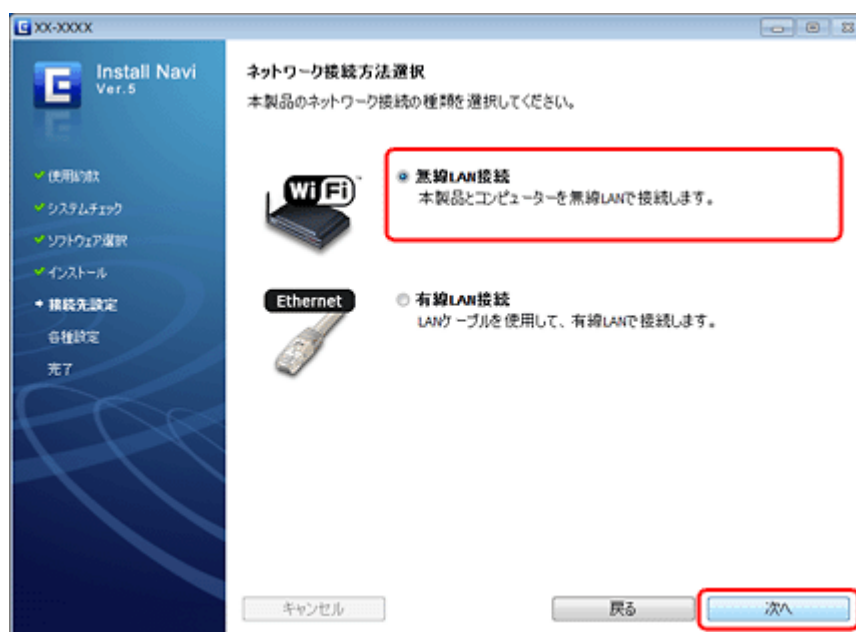 XX-XXXX
Install Navi
Ver.5
使用約款
システムチェック
ソフトウェア選択
インストール
接続先設定
各種設定
完了
ネットワーク接続方法選択
本製品のネットワーク接続の種類を選択してください。
Wi Fi
無線LAN接続
本製品とコンピューターを無線LANで接続します。
Ethernet
有線LAN接続
LANケーブルを使用して、有線LANで接続します。
キャンセル
戻る
次へ